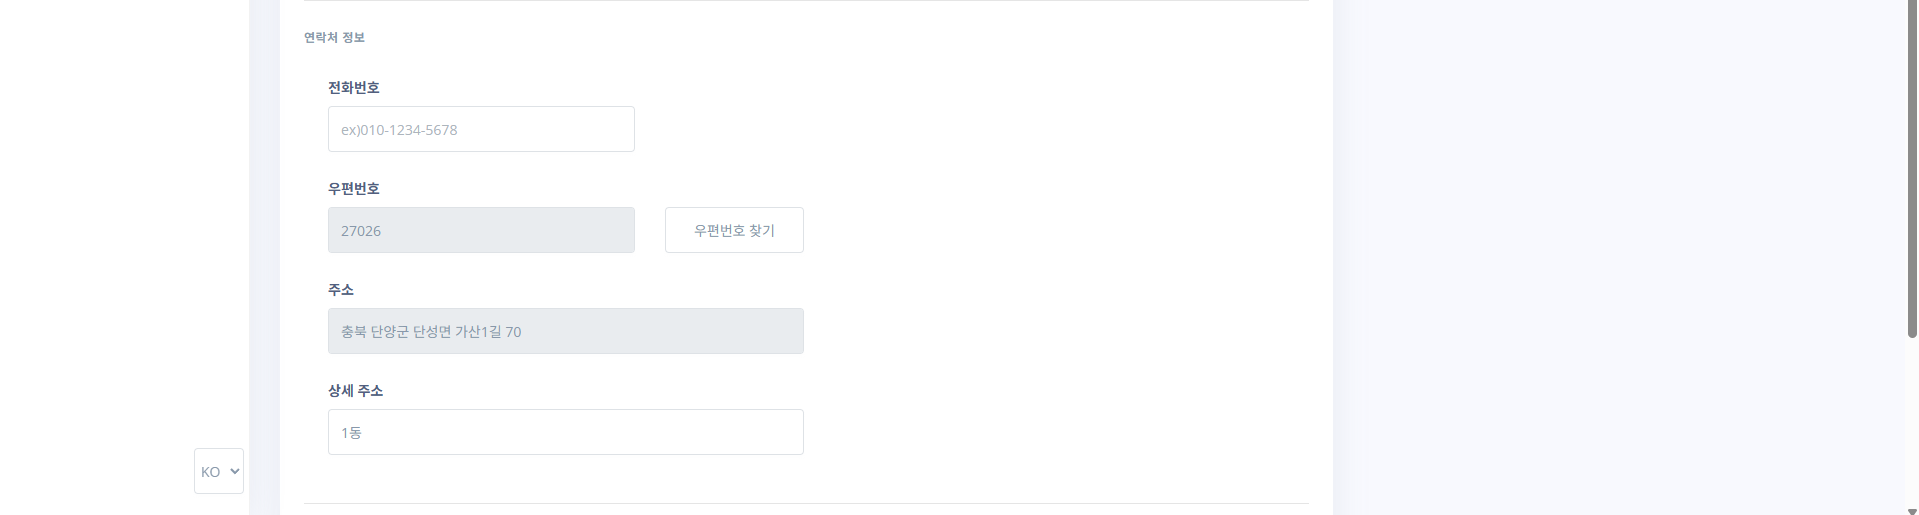 연락처 정보
전화번호
ex)010-1234-5678
우편번호
27026
우편번호 찾기
주소
충북 단양군 단성면 가산1길 70
상세 주소
1동
KO